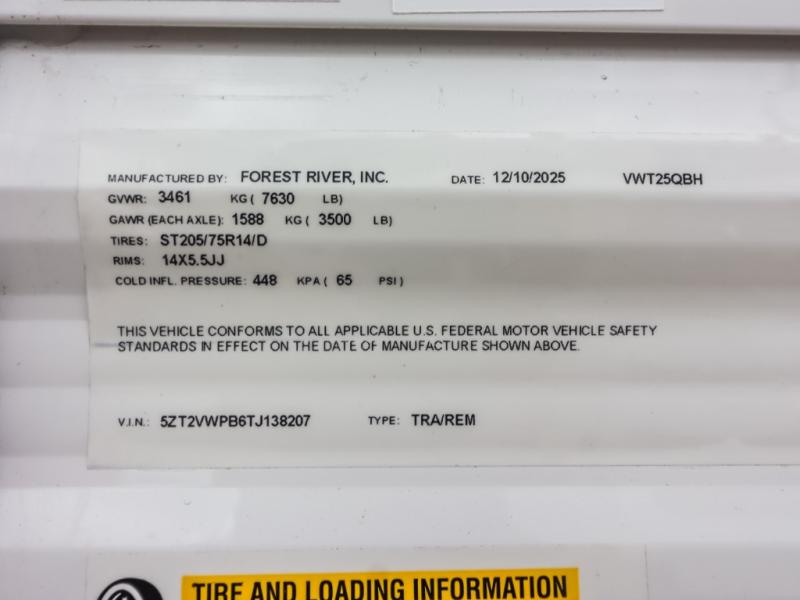 MANUFACTURED BY: FOREST RIVER, INC. DATE: 12/10/2025 VWT25QBH
GVWR: 3461 KG ( 7630 LB)
GAWR (EACH AXLE): 1588 KG ( 3500 LB)
TIRES: ST205/75R14/D
RIMS: 14X5.5JJ
COLD INFL. PRESSURE: 448 KPA ( 65 PSI )
THIS VEHICLE CONFORMS TO ALL APPLICABLE U.S. FEDERAL MOTOR VEHICLE SAFETY
STANDARDS IN EFFECT ON THE DATE OF MANUFACTURE SHOWN ABOVE.
V.I.N.: 5ZT2VWPB6TJ138207 TYPE: TRA/REM
TIRE AND LOADING INFORMATION